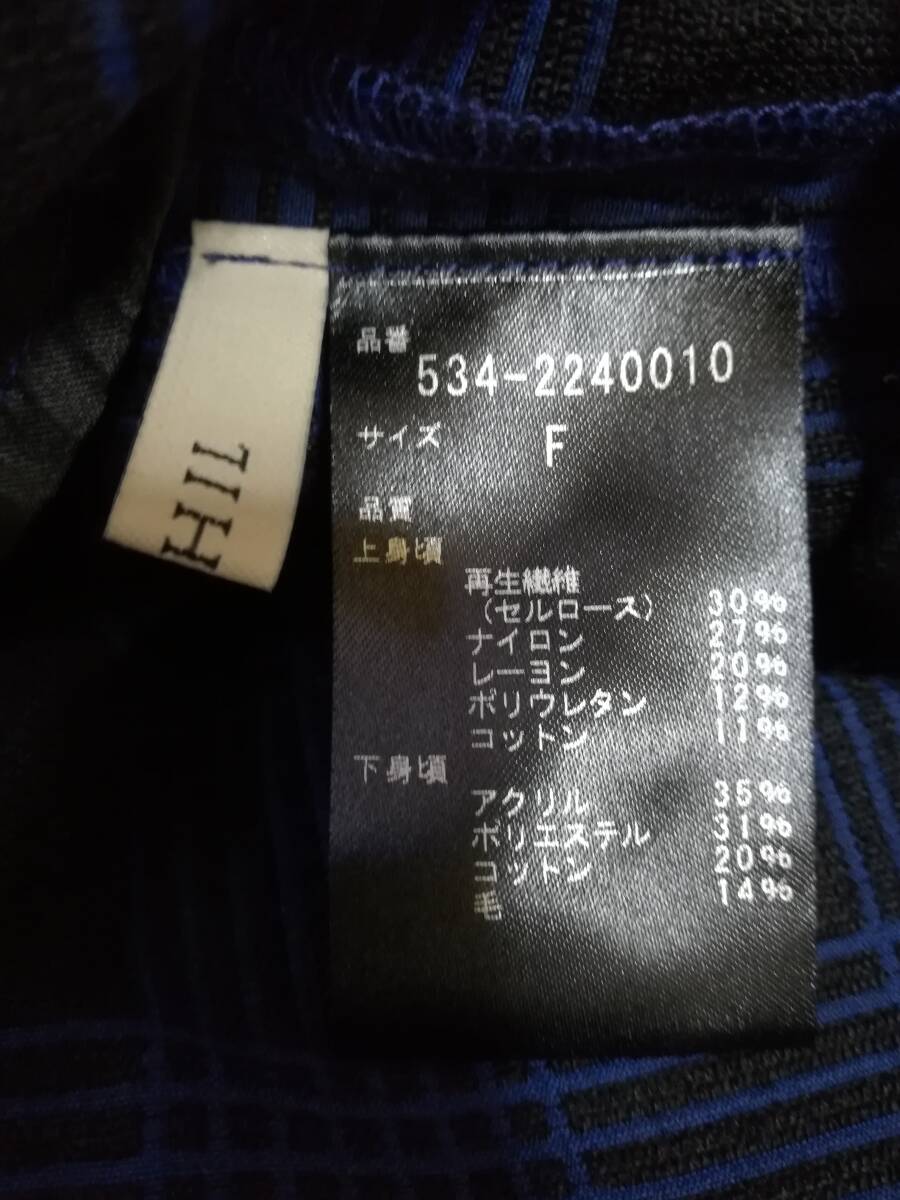 品番
534-2240010
サイズ F
品質
上身頃
再生繊維
(セルロース) 30%
ナイロン 27%
レーヨン 20%
ポリウレタン 12%
コットン 11%
下身頃
アクリル 35%
ポリエステル 31%
コットン 20%
毛 14%